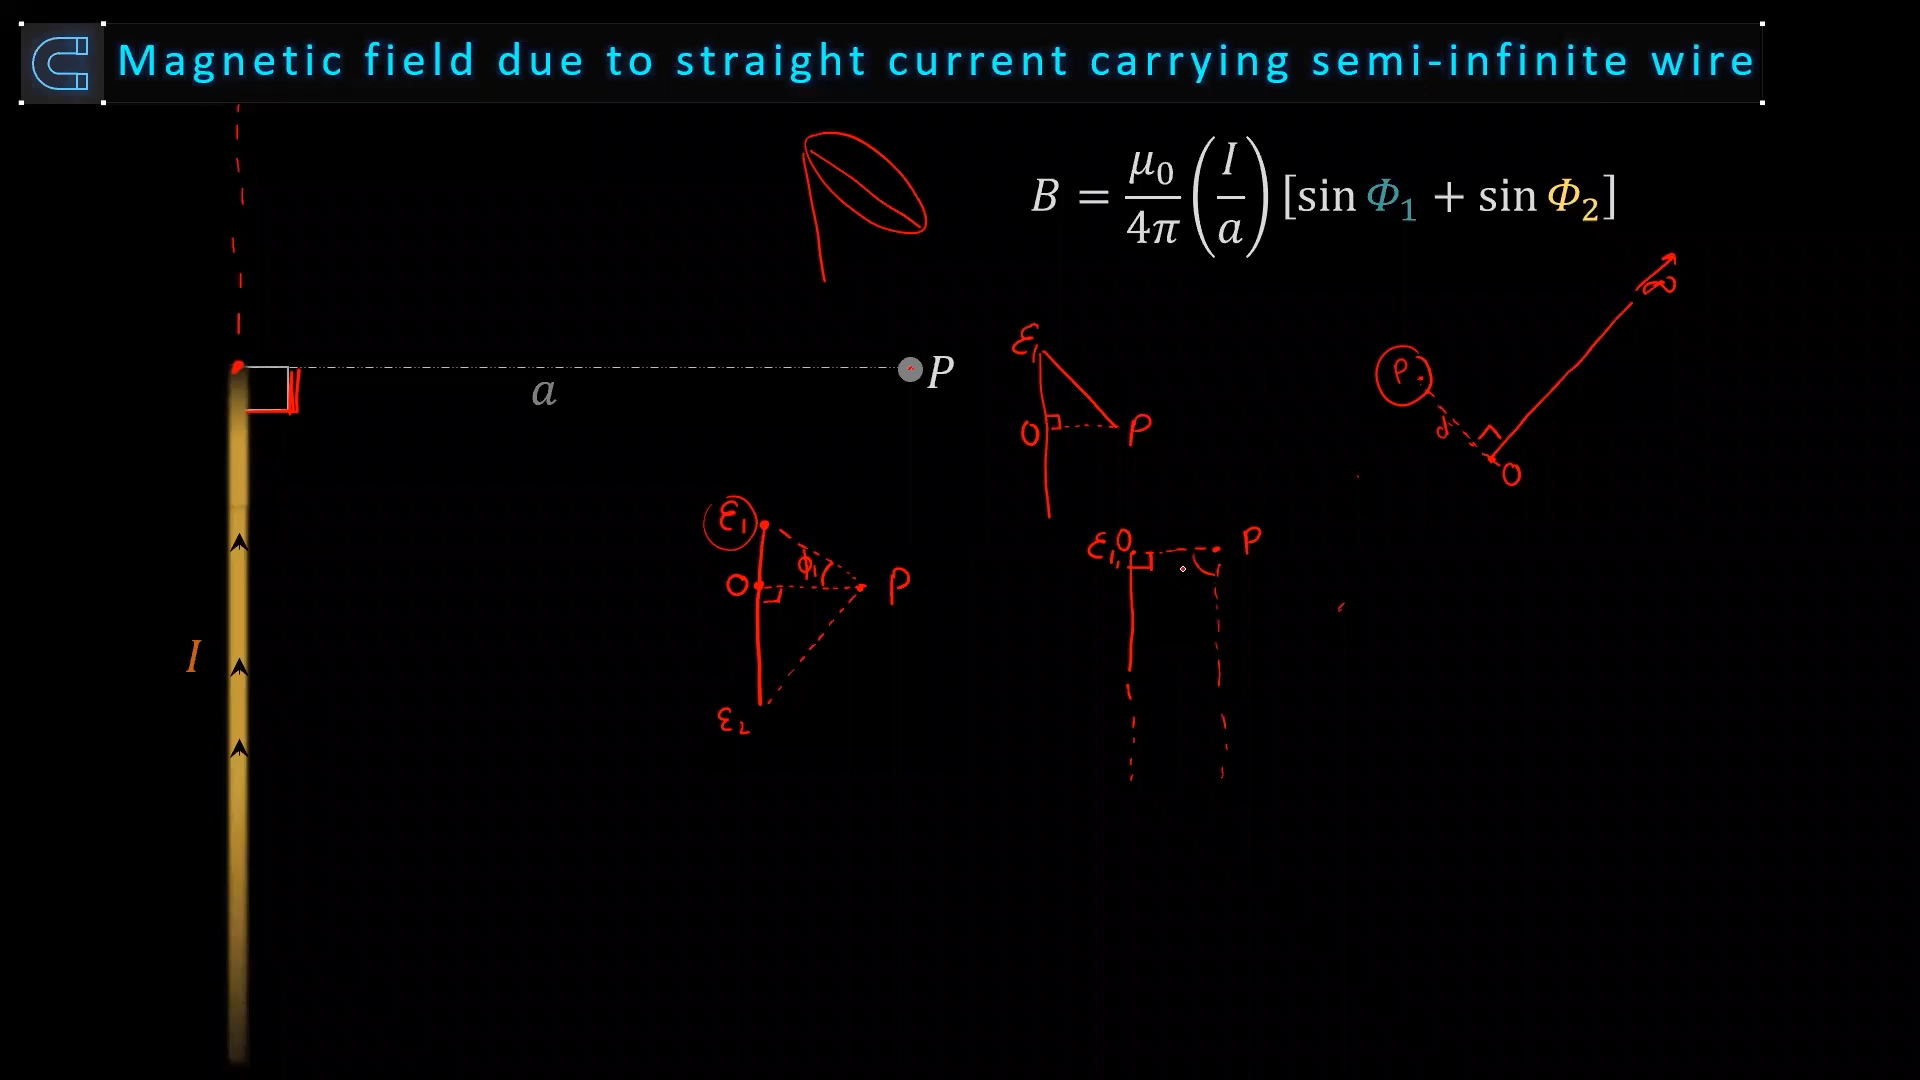 Magnetic field due to straight current carrying semi-infinite wire
B = μ₀/4π (I/a) [sin Φ₁ + sin Φ₂]
∞
P
a
ε₁
O P
P
d
O
ε₁
ϕ₁
O P
ε₂
ε₁, O P
I